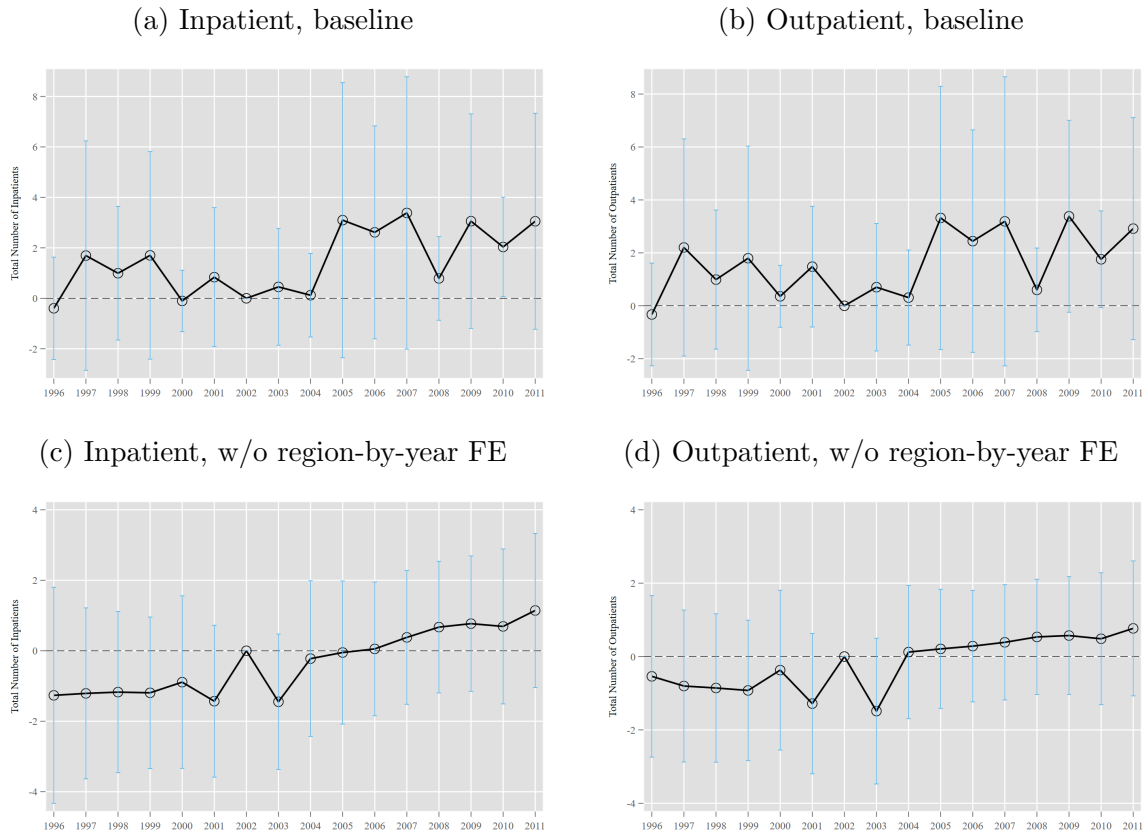 (a) Inpatient, baseline
(b) Outpatient, baseline
Total Number of Inpatients
8
6
4
2
0
-2
1996 1997 1998 1999 2000 2001 2002 2003 2004 2005 2006 2007 2008 2009 2010 2011
Total Number of Outpatients
8
6
4
2
0
-2
1996 1997 1998 1999 2000 2001 2002 2003 2004 2005 2006 2007 2008 2009 2010 2011
(c) Inpatient, w/o region-by-year FE
(d) Outpatient, w/o region-by-year FE
Total Number of Inpatients
4
2
0
-2
-4
1996 1997 1998 1999 2000 2001 2002 2003 2004 2005 2006 2007 2008 2009 2010 2011
Total Number of Outpatients
4
2
0
-2
-4
1996 1997 1998 1999 2000 2001 2002 2003 2004 2005 2006 2007 2008 2009 2010 2011